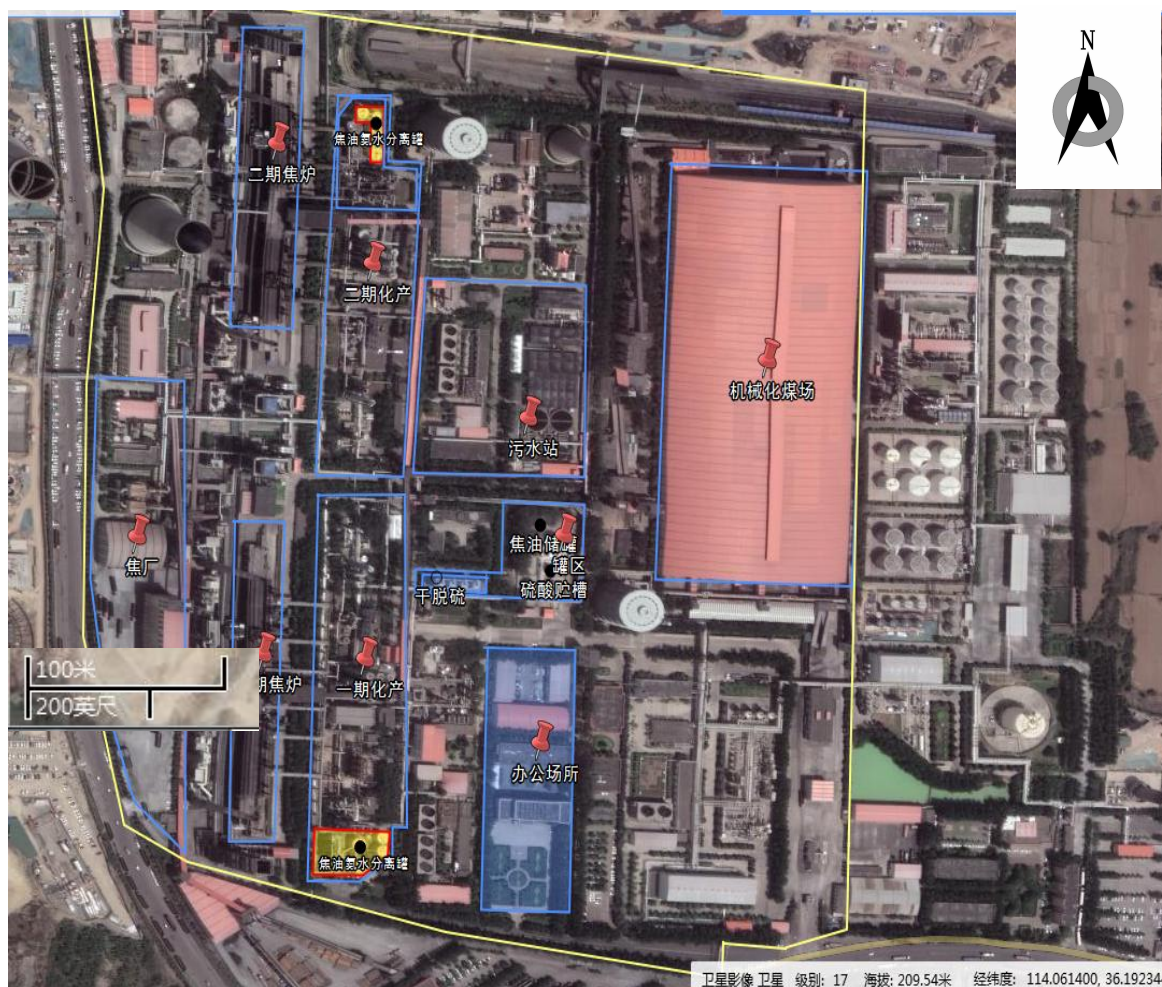 N
焦油氨水分离罐
二期焦炉
二期化产
机械化煤场
污水站
焦油储罐
焦厂
罐区
硫酸贮槽
干脱硫
100米
期焦炉
一期化产
200英尺
办公场所
焦油氨水分离罐
卫星影像 卫星 级别: 17 海拔: 209.54米 经纬度: 114.061400, 36.19234